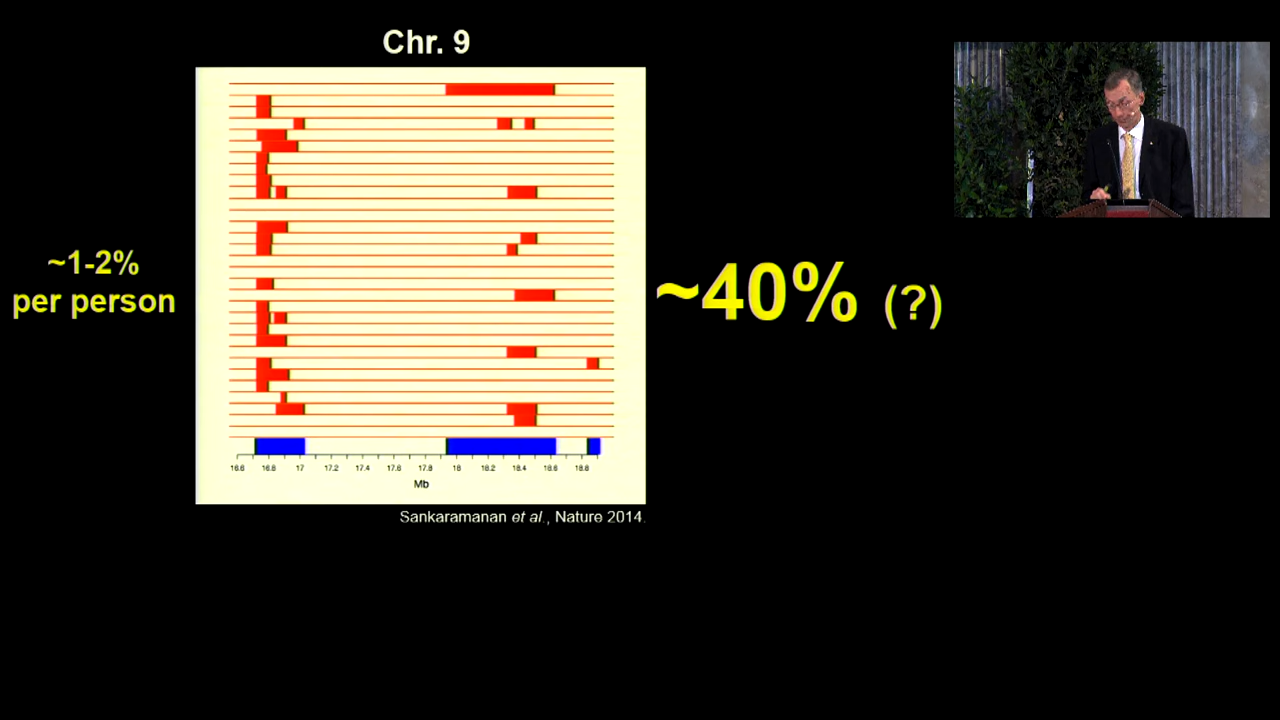 Chr. 9
~1-2%
per person
~40% (?)
16.6 16.8 17 17.2 17.4 17.6 17.8 18 18.2 18.4 18.6 18.8
Mb
Sankaramanan et al., Nature 2014.